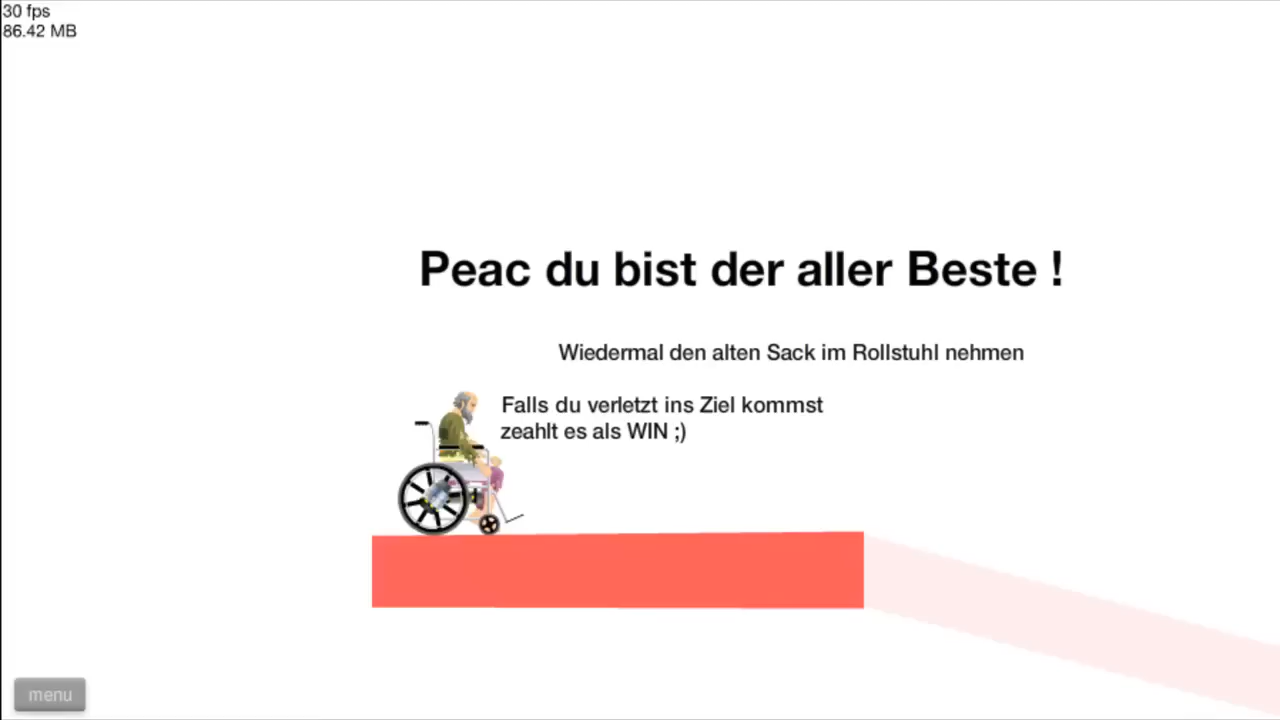 30 fps
86.42 MB
Peac du bist der aller Beste !
Wiedermal den alten Sack im Rollstuhl nehmen
Falls du verletzt ins Ziel kommst
zeahlt es als WIN ;)
menu